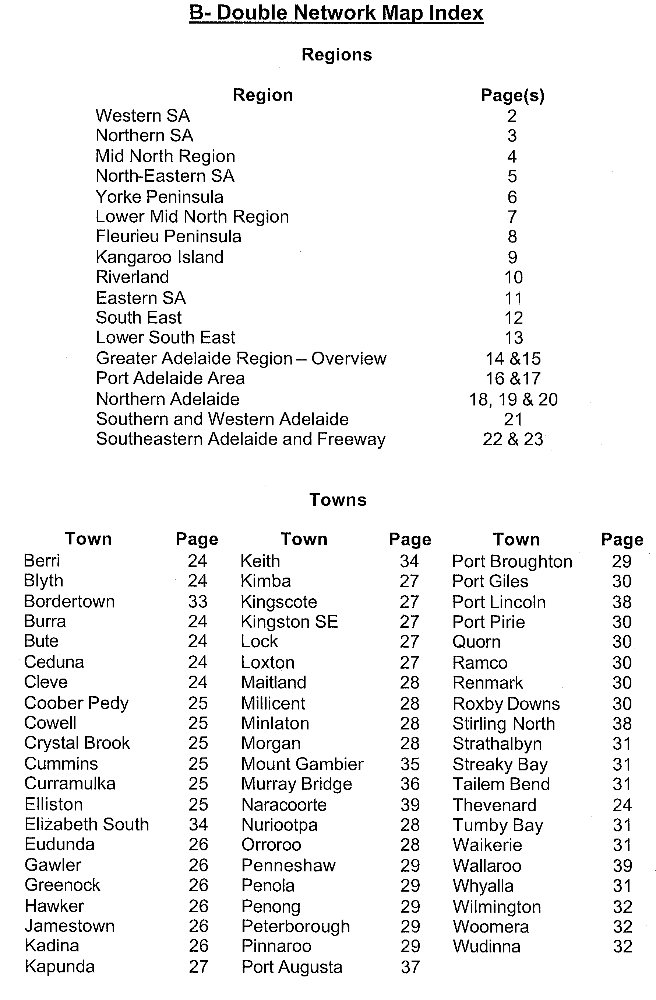 B- Double Network Map Index
Regions
Region Page(s)
Western SA 2
Northern SA 3
Mid North Region 4
North-Eastern SA 5
Yorke Peninsula 6
Lower Mid North Region 7
Fleurieu Peninsula 8
Kangaroo Island 9
Riverland 10
Eastern SA 11
South East 12
Lower South East 13
Greater Adelaide Region – Overview 14 &15
Port Adelaide Area 16 &17
Northern Adelaide 18, 19 & 20
Southern and Western Adelaide 21
Southeastern Adelaide and Freeway 22 & 23
Towns
Town Page Town Page Town Page
Berri 24 Keith 34 Port Broughton 29
Blyth 24 Kimba 27 Port Giles 30
Bordertown 33 Kingscote 27 Port Lincoln 38
Burra 24 Kingston SE 27 Port Pirie 30
Bute 24 Lock 27 Quorn 30
Ceduna 24 Loxton 27 Ramco 30
Cleve 24 Maitland 28 Renmark 30
Coober Pedy 25 Millicent 28 Roxby Downs 30
Cowell 25 Minlaton 28 Stirling North 38
Crystal Brook 25 Morgan 28 Strathalbyn 31
Cummins 25 Mount Gambier 35 Streaky Bay 31
Curramulka 25 Murray Bridge 36 Tailem Bend 31
Elliston 25 Naracoorte 39 Thevenard 24
Elizabeth South 34 Nuriootpa 28 Tumby Bay 31
Eudunda 26 Orroroo 28 Waikerie 31
Gawler 26 Penneshaw 29 Wallaroo 39
Greenock 26 Penola 29 Whyalla 31
Hawker 26 Penong 29 Wilmington 32
Jamestown 26 Peterborough 29 Woomera 32
Kadina 26 Pinnaroo 29 Wudinna 32
Kapunda 27 Port Augusta 37